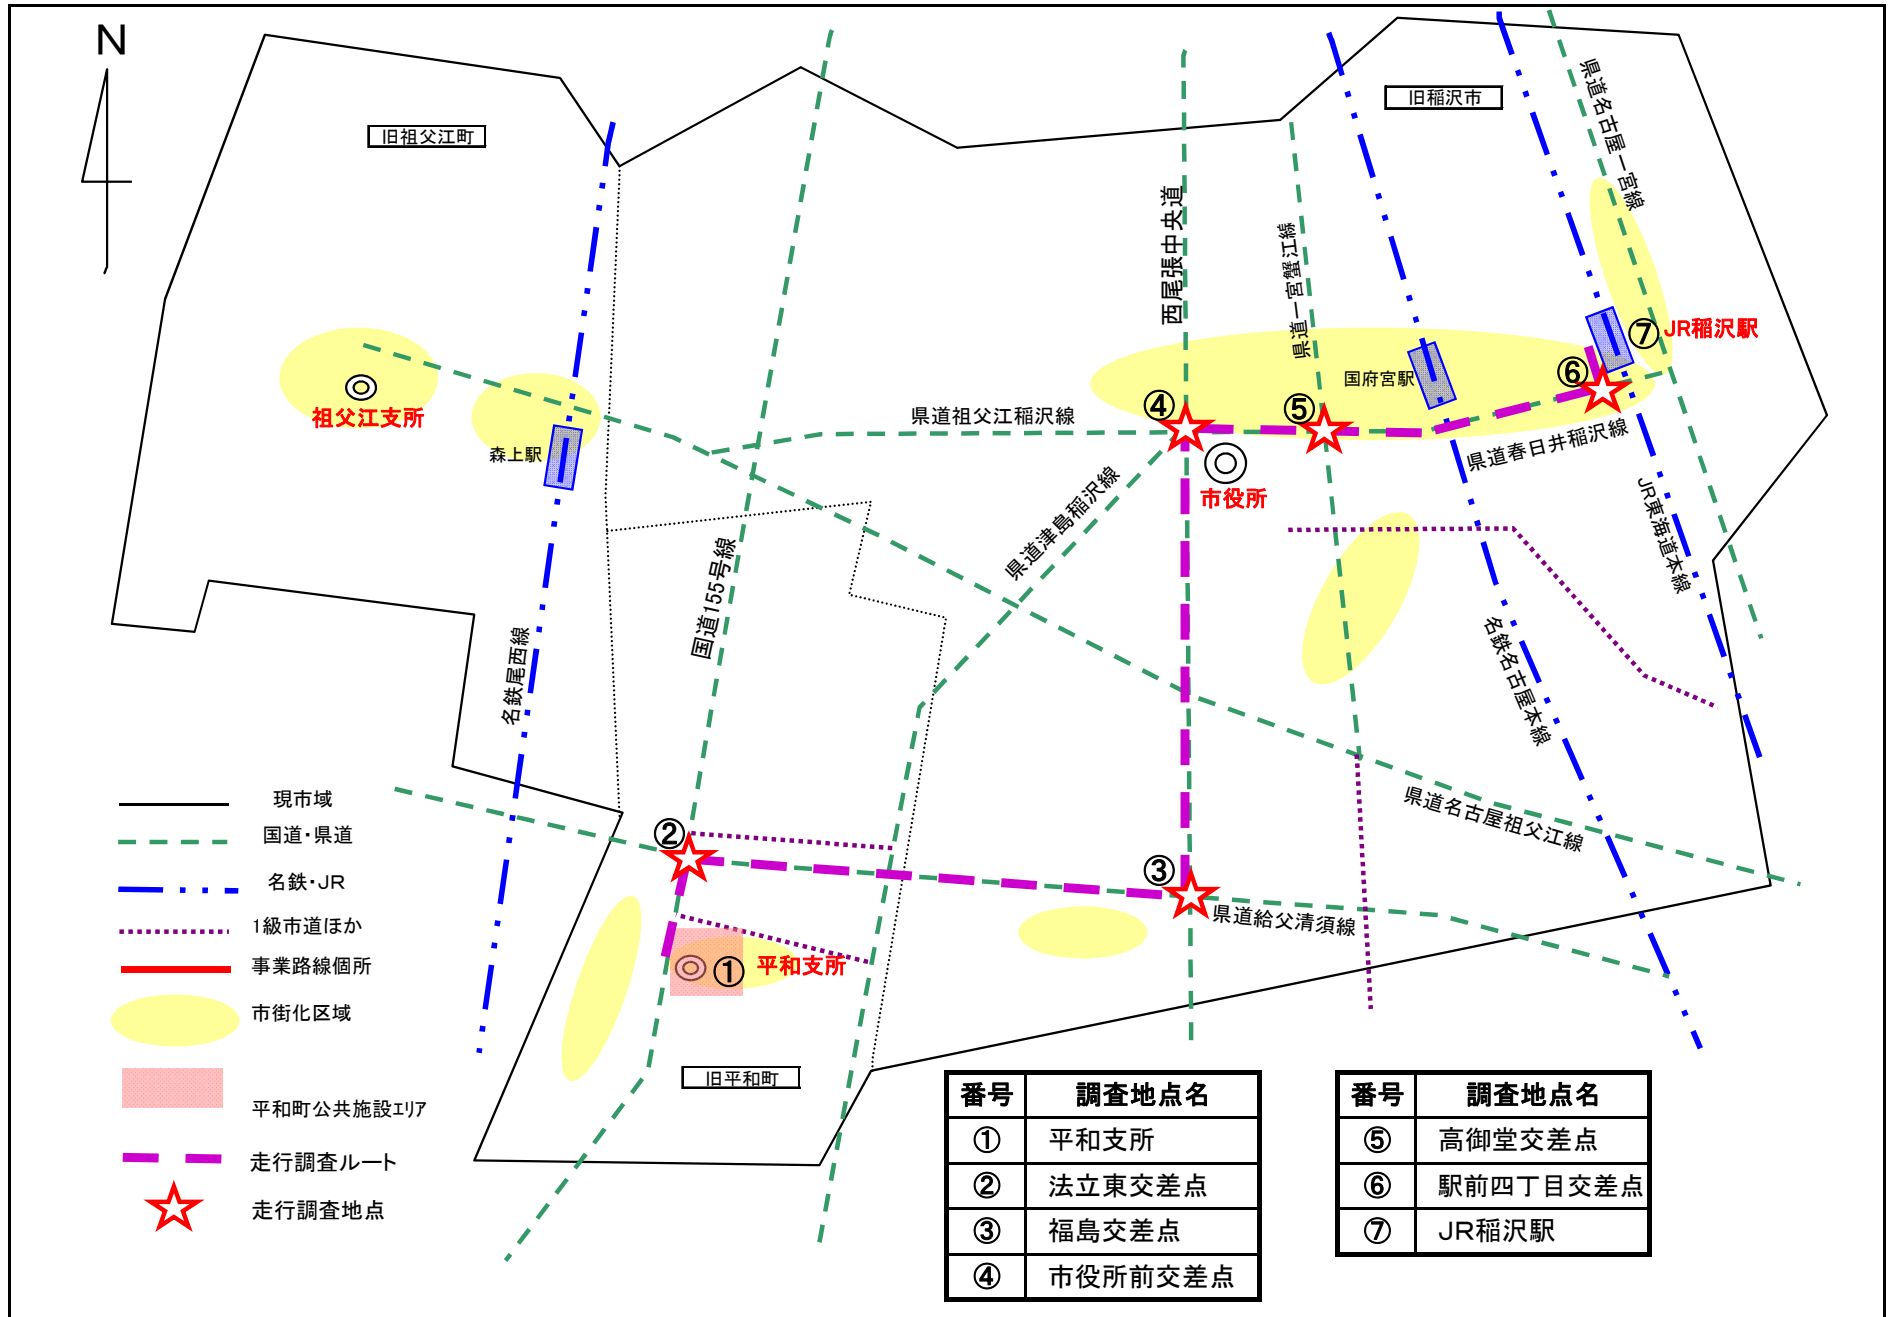 N
旧祖父江町
旧稲沢市
県道名古屋一宮線
西尾張中央道
県道一宮蟹江線
⑦
JR稲沢駅
⑥
国府宮駅
祖父江支所
④
⑤
県道祖父江稲沢線
森上駅
県道春日井稲沢線
市役所
県道津島稲沢線
JR東海道本線
国道155号線
名鉄尾西線
名鉄名古屋本線
県道名古屋祖父江線
②
③
県道給父清須線
①
平和支所
旧平和町
現市域
国道・県道
名鉄・JR
1級市道ほか
事業路線個所
市街化区域
平和町公共施設エリア
走行調査ルート
走行調査地点
番号 調査地点名
① 平和支所
② 法立東交差点
③ 福島交差点
④ 市役所前交差点
番号 調査地点名
⑤ 高御堂交差点
⑥ 駅前四丁目交差点
⑦ JR稲沢駅